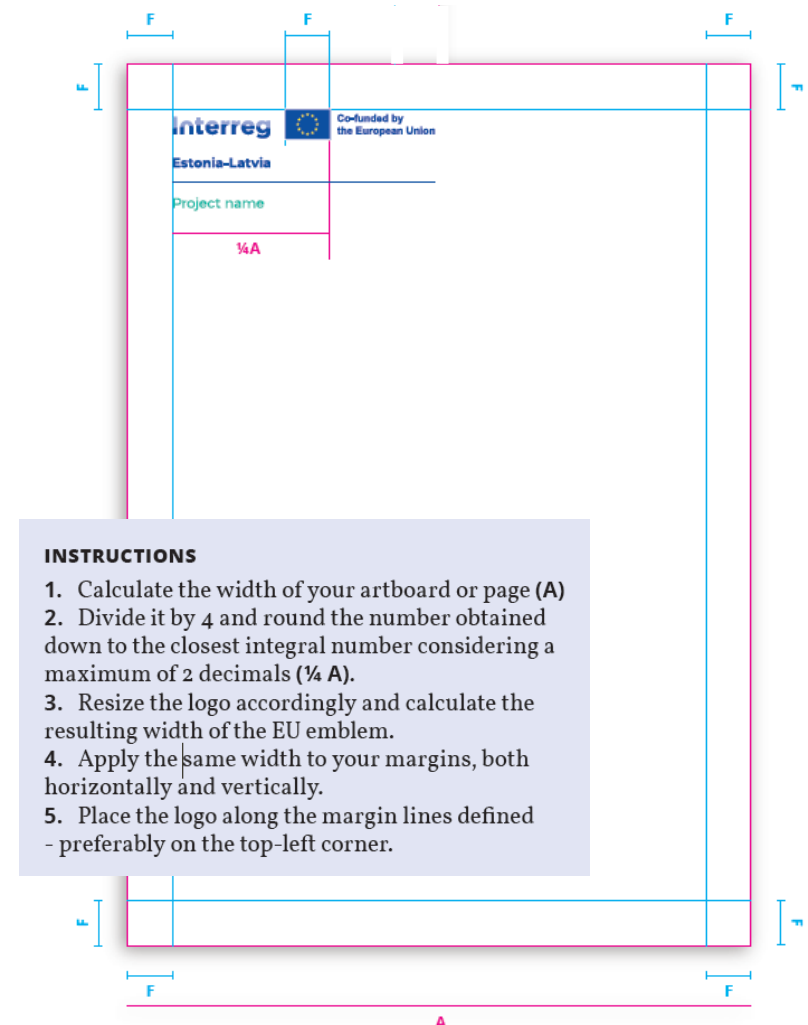 F F F
F F
Interreg Co-funded by
the European Union
Estonia-Latvia
Project name
¼A
INSTRUCTIONS
1. Calculate the width of your artboard or page (A)
2. Divide it by 4 and round the number obtained
down to the closest integral number considering a
maximum of 2 decimals (¼ A).
3. Resize the logo accordingly and calculate the
resulting width of the EU emblem.
4. Apply the same width to your margins, both
horizontally and vertically.
5. Place the logo along the margin lines defined
- preferably on the top-left corner.
F F
F F
A